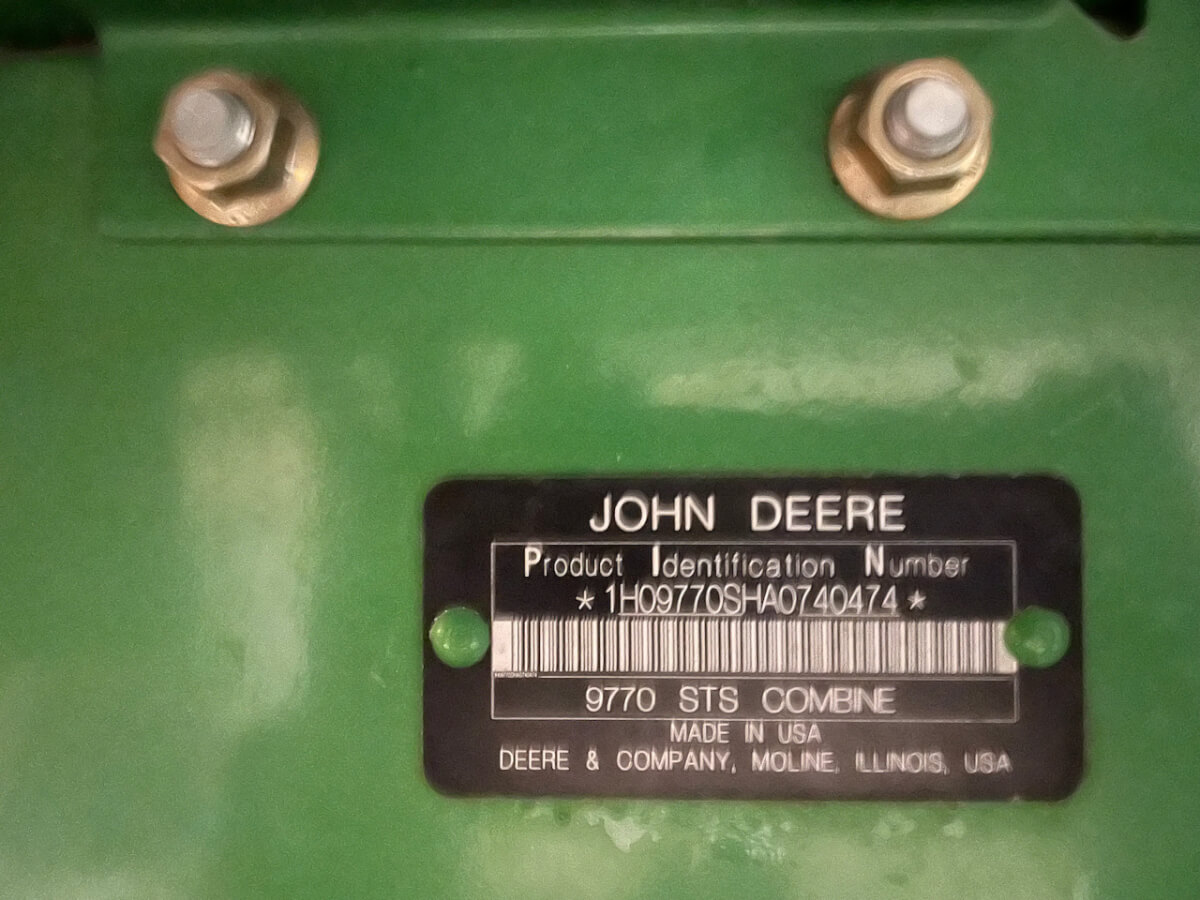 JOHN DEERE
Product Identification Number
*1H09770SHA0740474*
9770 STS COMBINE
MADE IN USA
DEERE & COMPANY, MOLINE, ILLINOIS, USA